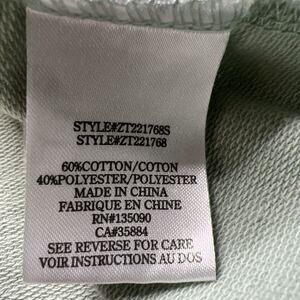 STYLE#ZT221768S
STYLE#ZT221768
60%COTTON/COTON
40%POLYESTER/POLYESTER
MADE IN CHINA
FABRIQUE EN CHINE
RN#135090
CA#35884
SEE REVERSE FOR CARE
VOIR INSTRUCTIONS AU DOS